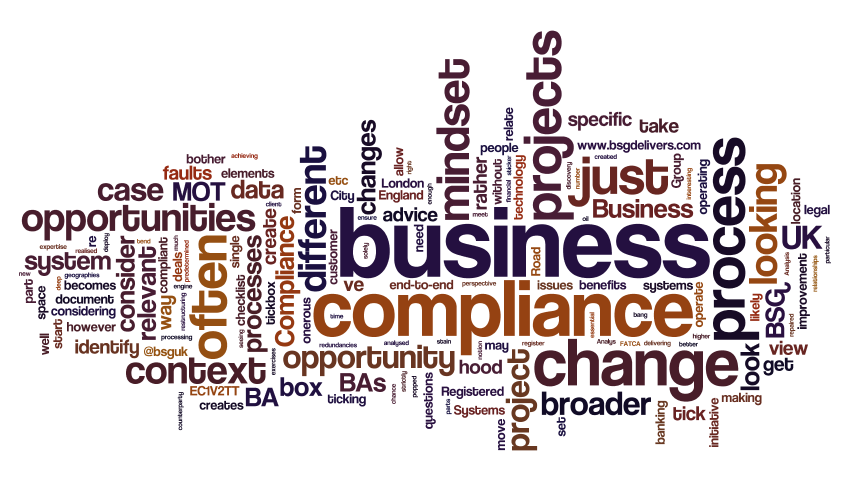 projects
mindset
specific
take
relate
people
www.bsgdelivers.com
changes
allow
right
bother
achieving
faults
elements
different
etc
London
rather
without
financial
sticker
technology
discovery
number
created
just
Group
interesting
operating
process
looking
location
legal
case
MOT
data
form
City
England
enough
client
opportunities
create
ensure
advice
meet
oil
Business
UK
particular
re
deploy
expertise
realised
tend
much
predetermined
single
Compliance
customer
safety
need
business
Road
Analysis
relationships
system
consider
relevant
compliant
deals
engine
often
processes
new
geographies
deep
part
space
becomes
document
considering
way
restructuring
checklist
tickbox
onerous
ve
end-to-end
perspective
issues
benefits
systems
operate
likely
BSG
repaired
improvement
time
compliance
essential
bang
well
start
however
processing
seeing
higher
identify
@bsguk
redundancies
analysed
stain
may
notion
register
Analys
FATCA
delivering
better
look
view
get
context
exercises
opportunity
hood
project
change
EC1V2TT
counterparty
creates
BA
box
ticking
BAs
chance
strictly
popped
questions
Registered
parts
Systems
move
set
broader
banking
tick
initiative
making